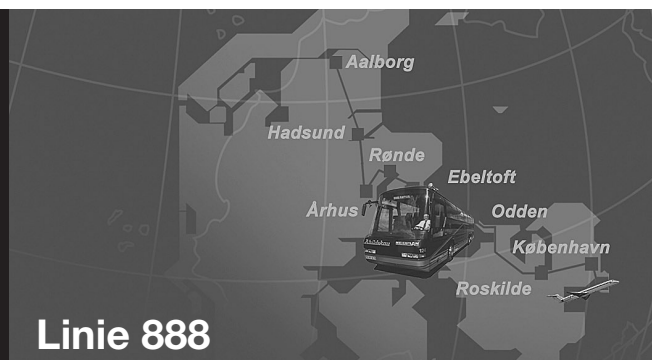 Aalborg
Hadsund
Rønde
Ebeltoft
Århus
Odden
København
Roskilde
Linie 888